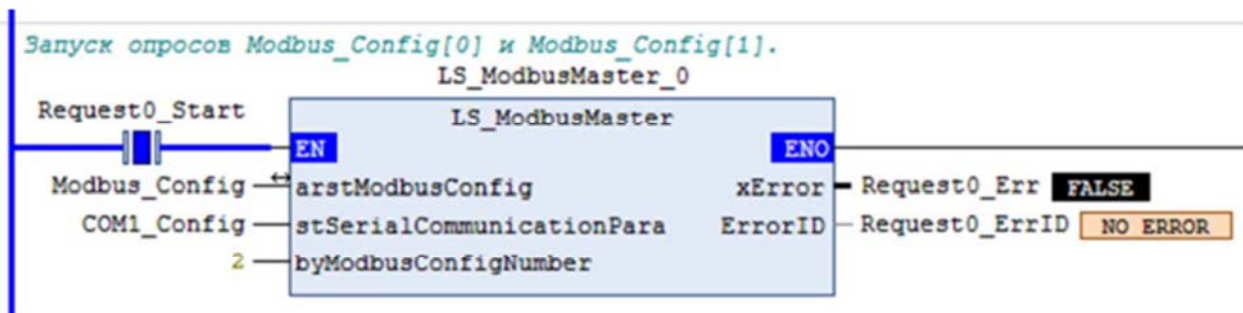 Запуск опросов Modbus_Config[0] и Modbus_Config[1].
LS_ModbusMaster_0
Request0_Start
LS_ModbusMaster
EN ENO
Modbus_Config arstModbusConfig xError Request0_Err FALSE
COM1_Config stSerialCommunicationPara ErrorID Request0_ErrID NO ERROR
2 byModbusConfigNumber